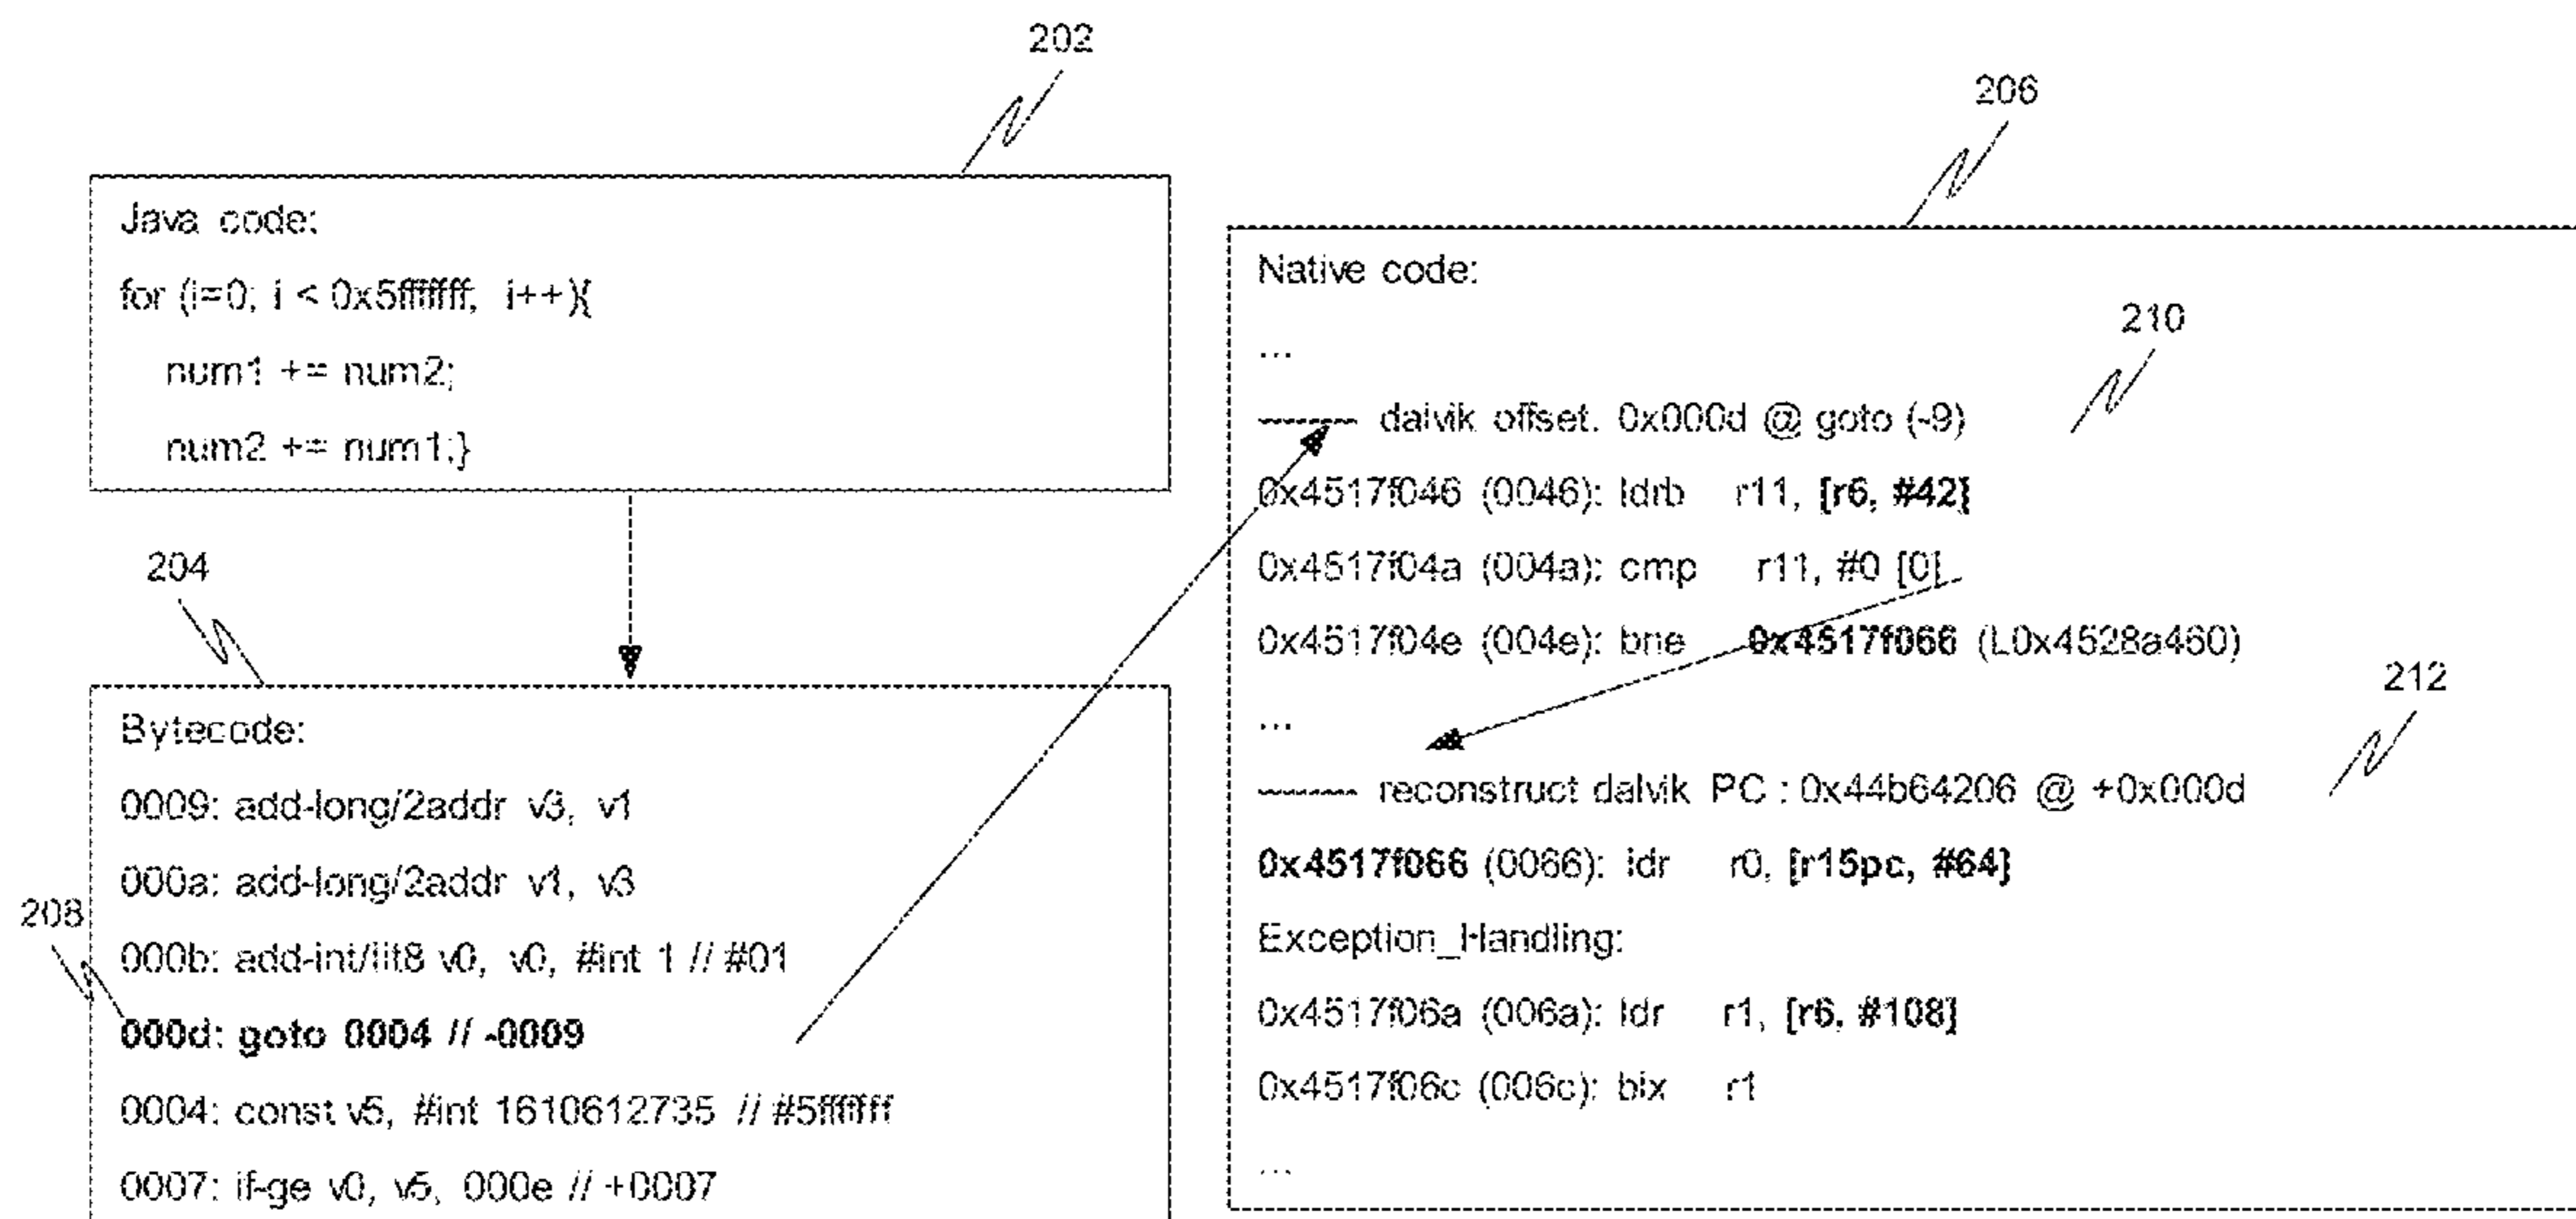 202
Java code:
for (i=0; i < 0x5fffffff; i++){
num1 += num2;
num2 += num1;}
204
Bytecode:
0009: add-long/2addr v3, v1
000a: add-long/2addr v1, v3
000b: add-int/lit8 v0, v0, #int 1 // #01
208
000d: goto 0004 // -0009
0004: const v5, #int 1610612735 // #5fffffff
0007: if-ge v0, v5, 000e // +0007
206
Native code:
...
210
------- dalvik offset. 0x000d @ goto (-9)
0x4517f046 (0046): ldrb r11, [r6, #42]
0x4517f04a (004a): cmp r11, #0 [0]
0x4517f04e (004e): bne 0x4517f066 (L0x4528a460)
212
...
------- reconstruct dalvik PC : 0x44b64206 @ +0x000d
0x4517f066 (0066): ldr r0, [r15pc, #64]
Exception_Handling:
0x4517f06a (006a): ldr r1, [r6, #108]
0x4517f06c (006c): blx r1
...